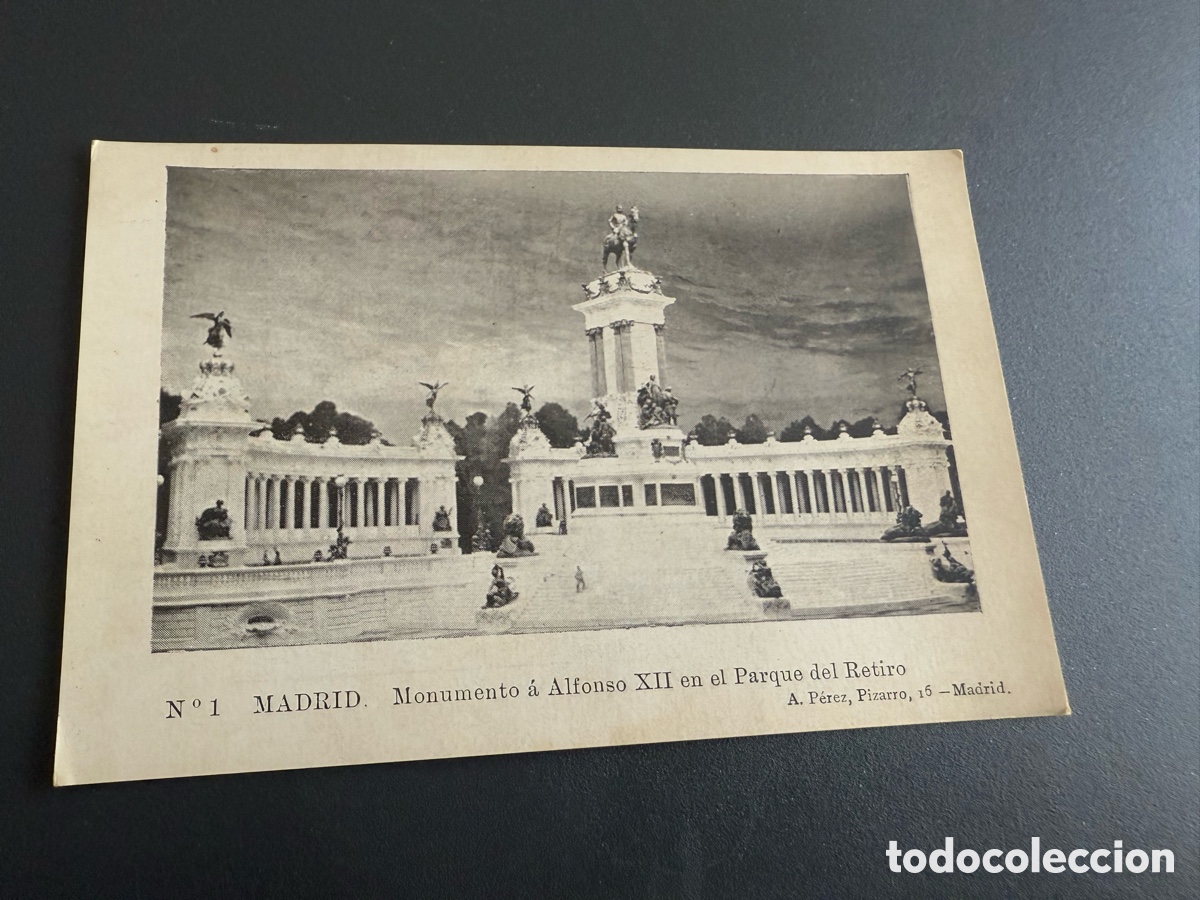 Nº 1 MADRID. Monumento á Alfonso XII en el Parque del Retiro
A. Pérez, Pizarro, 16 — Madrid.
todocoleccion